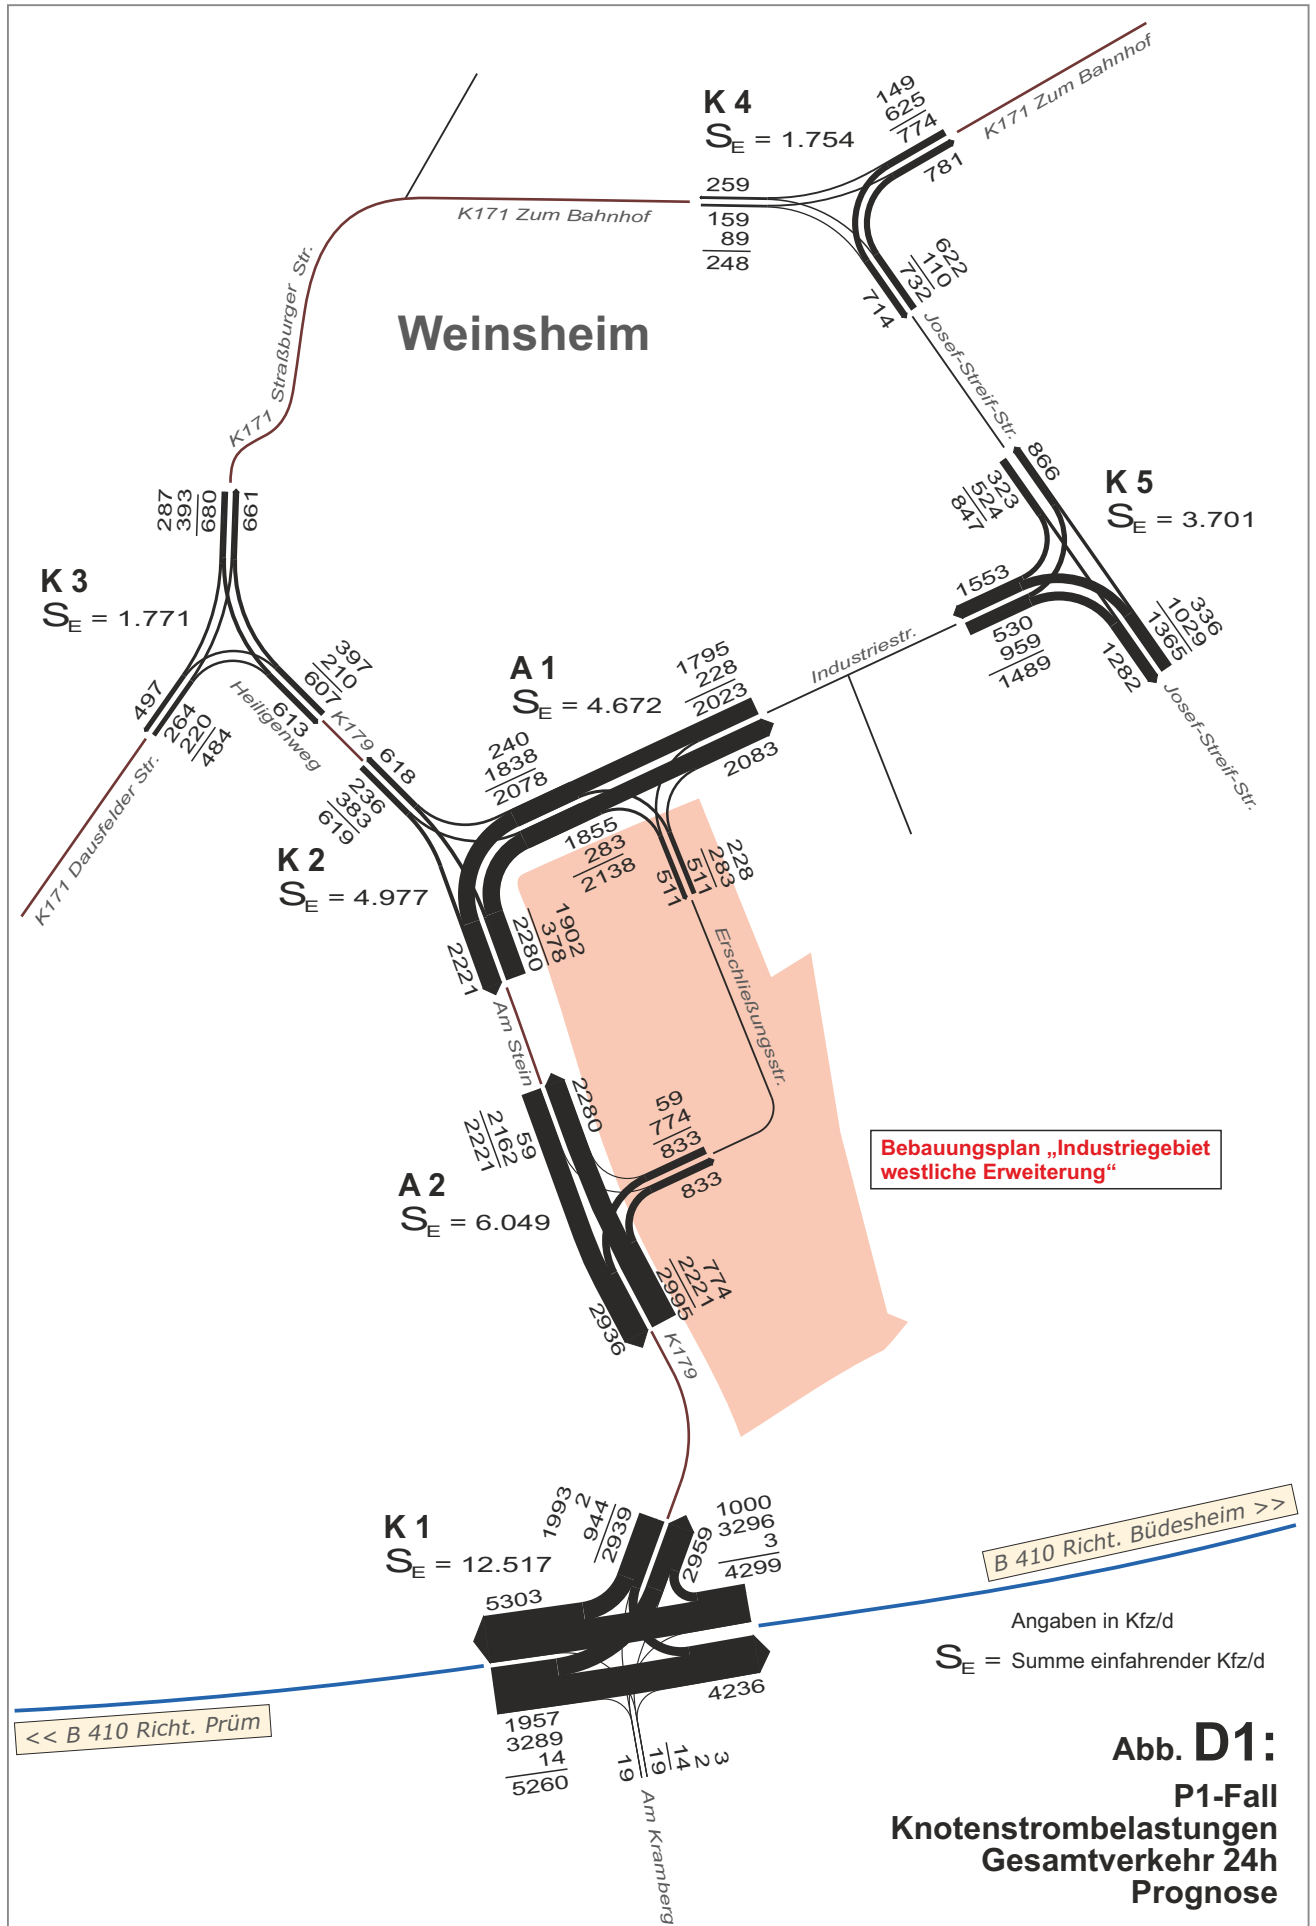 K 4
S_E = 1.754
149
625
774
781
K171 Zum Bahnhof
259
159
89
248
K171 Zum Bahnhof
622
110
732
714
Josef-Streif-Str.
Weinsheim
K171 Straßburger Str.
866
323
524
847
K 5
S_E = 3.701
1553
530
959
1489
336
1029
1365
1282
Josef-Streif-Str.
Industriestr.
287
393
680
661
K 3
S_E = 1.771
397
210
607
613
497
264
220
484
Heiligenweg
K179
K171 Dausfelder Str.
A 1
S_E = 4.672
1795
228
2023
2083
240
1838
2078
1855
283
2138
228
283
511
511
618
236
383
619
K 2
S_E = 4.977
1902
378
2280
2221
Am Stein
Erschließungsstr.
2280
59
2162
2221
59
774
833
833
A 2
S_E = 6.049
774
2221
2995
2936
K179
Bebauungsplan „Industriegebiet
westliche Erweiterung“
K 1
S_E = 12.517
1993
2
944
2939
2959
1000
3296
3
4299
5303
4236
1957
3289
14
5260
19
19
14
2
3
Am Kramberg
B 410 Richt. Büdesheim >>
<< B 410 Richt. Prüm
Angaben in Kfz/d
S_E = Summe einfahrender Kfz/d
Abb. D1:
P1-Fall
Knotenstrombelastungen
Gesamtverkehr 24h
Prognose